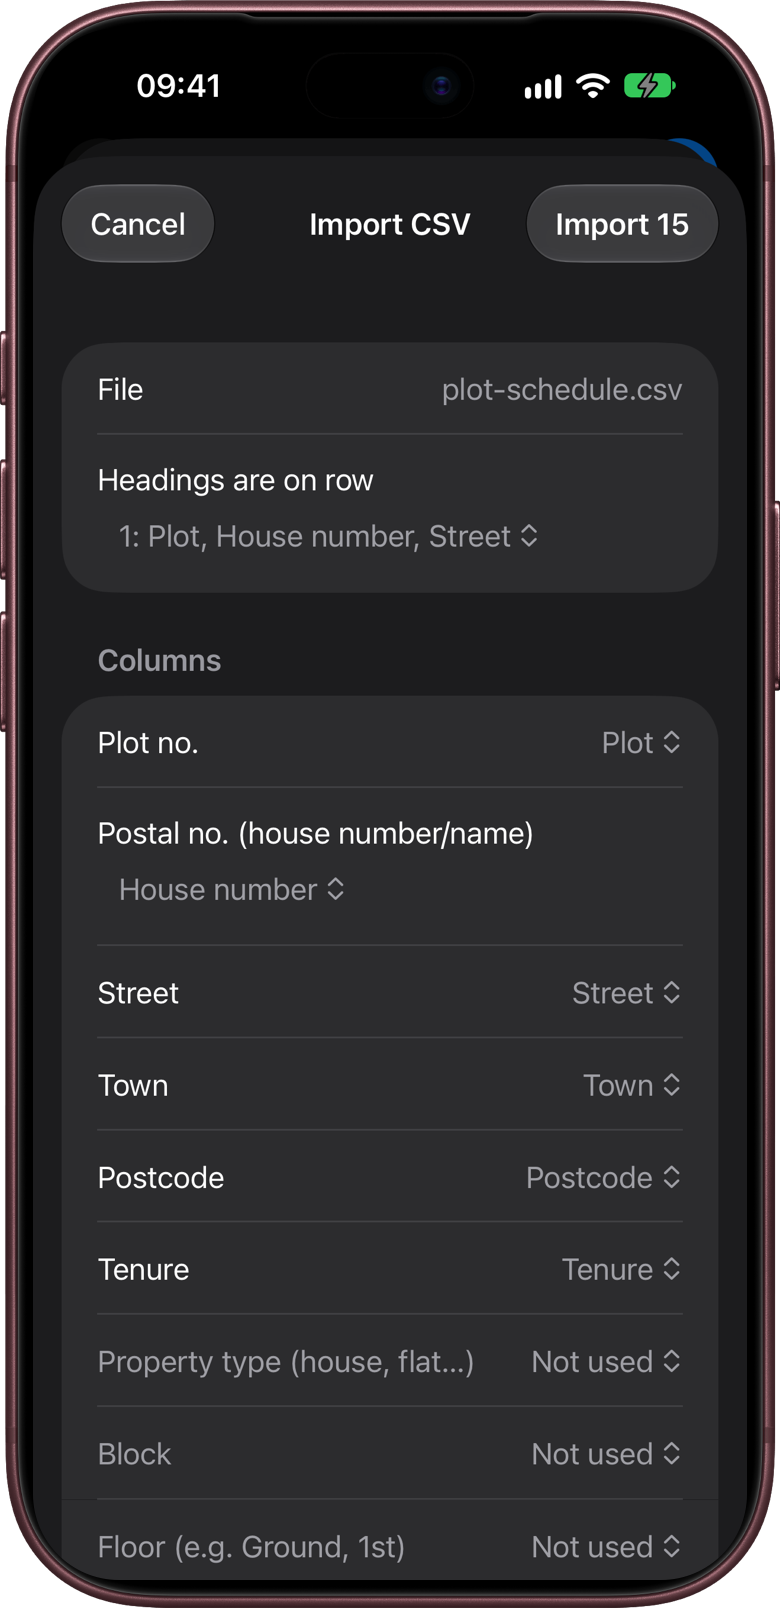 09:41
Cancel
Import CSV
Import 15
File
plot-schedule.csv
Headings are on row
1: Plot, House number, Street
Columns
Plot no.
Plot
Postal no. (house number/name)
House number
Street
Street
Town
Town
Postcode
Postcode
Tenure
Tenure
Property type (house, flat...)
Not used
Block
Not used
Floor (e.g. Ground, 1st)
Not used